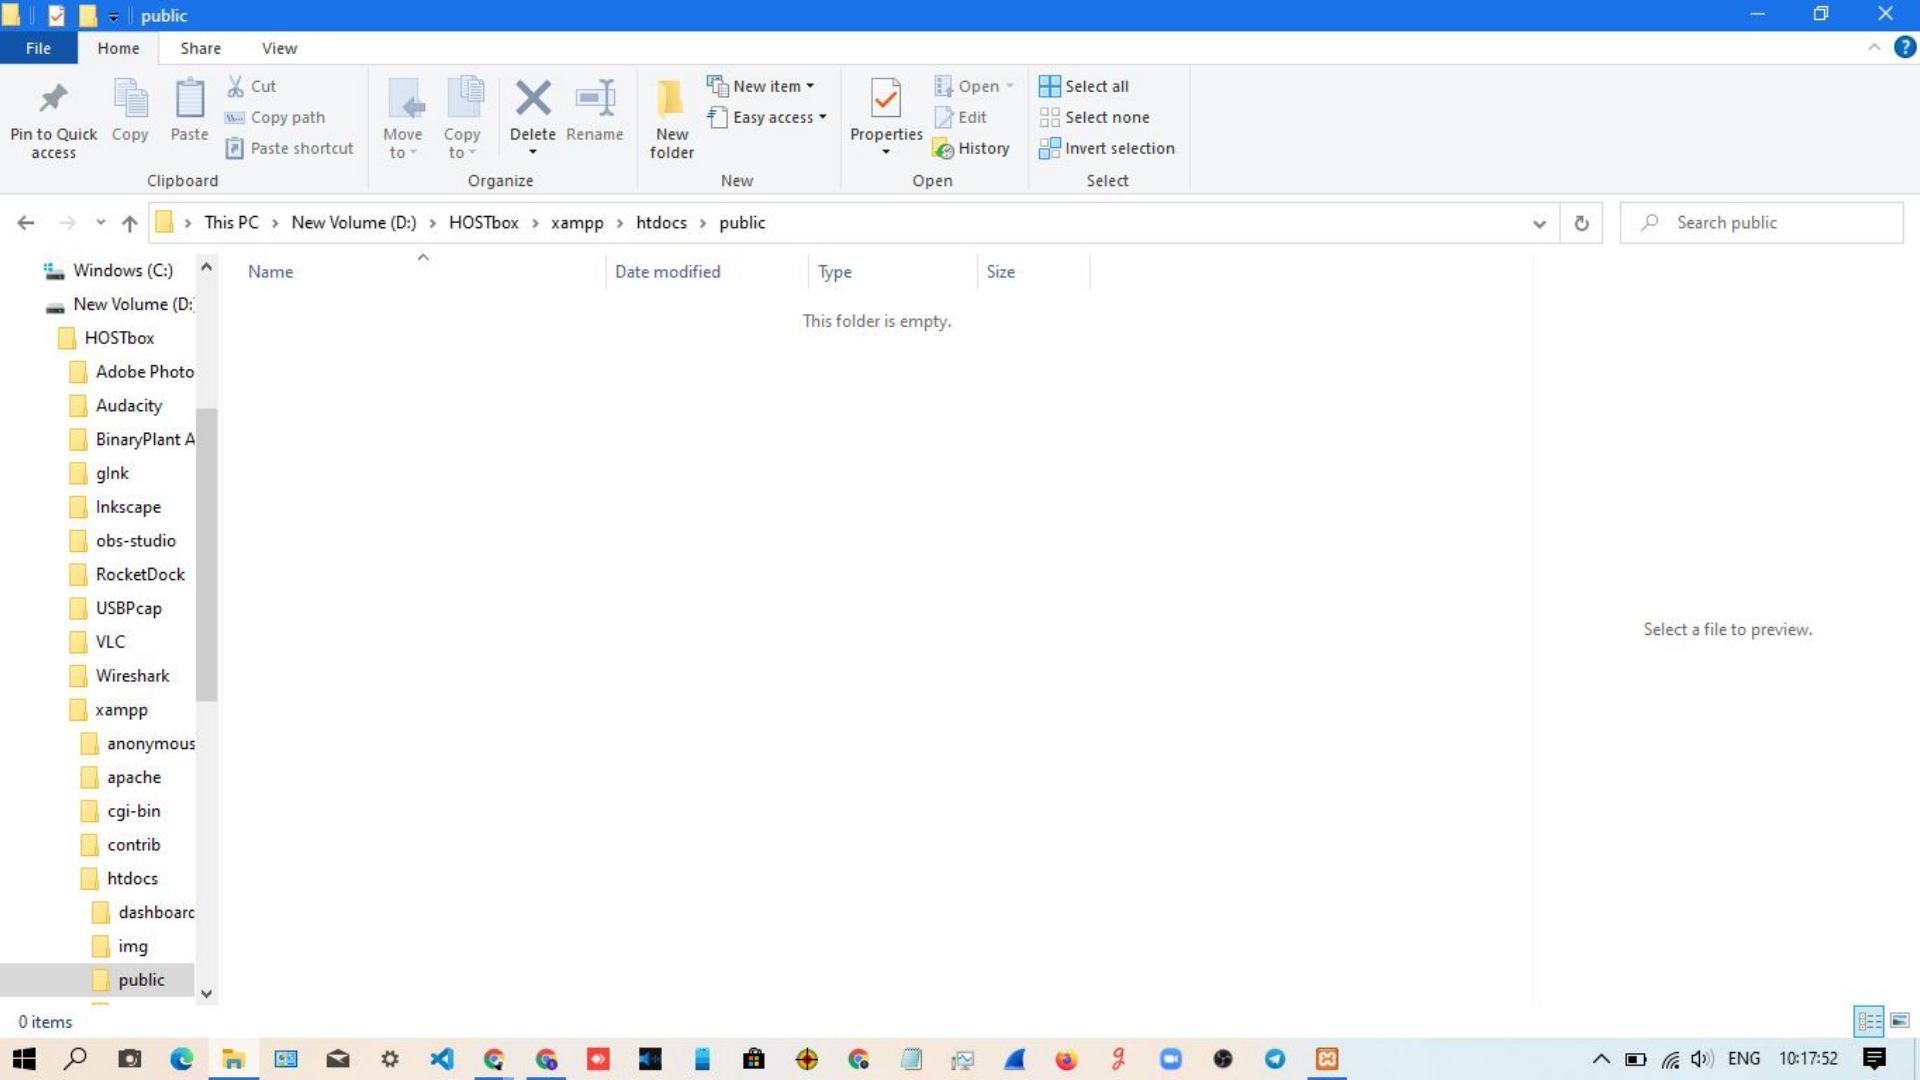 public
File Home Share View
Pin to Quick access
Copy
Paste
Cut
Copy path
Paste shortcut
Clipboard
Move to
Copy to
Delete
Rename
Organize
New folder
New item
Easy access
New
Properties
Open
Edit
History
Open
Select all
Select none
Invert selection
Select
This PC > New Volume (D:) > HOSTbox > xampp > htdocs > public
Search public
Name Date modified Type Size
This folder is empty.
Windows (C:)
New Volume (D:
HOSTbox
Adobe Photo
Audacity
BinaryPlant A
glnk
Inkscape
obs-studio
RocketDock
USBPcap
VLC
Wireshark
xampp
anonymous
apache
cgi-bin
contrib
htdocs
dashboard
img
public
Select a file to preview.
0 items
ENG 10:17:52